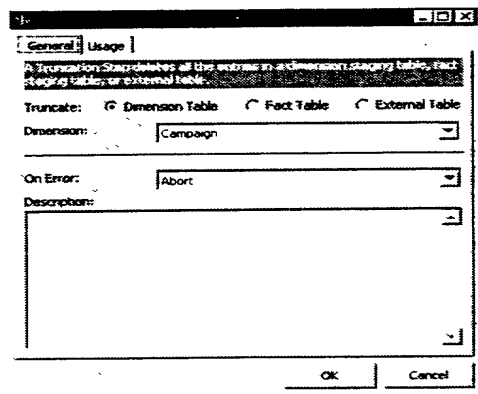 General Usage
A Truncation Step deletes all the entries in a dimension staging table, fact
staging table, or external table.
Truncate: Dimension Table Fact Table External Table
Dimension: Campaign
On Error: Abort
Description:
OK Cancel